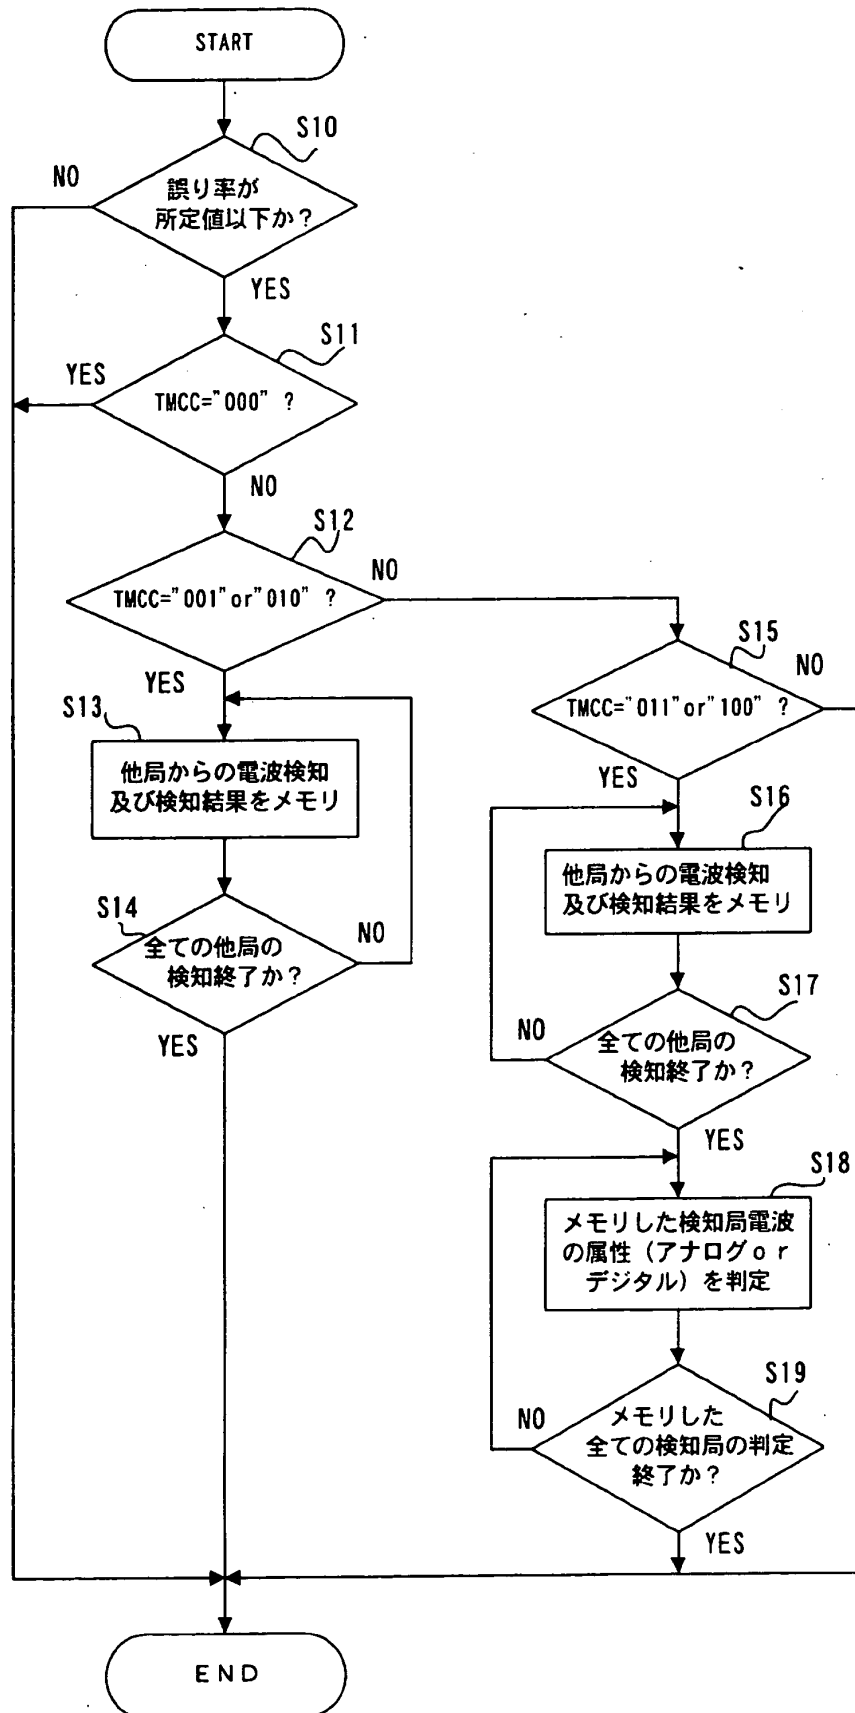 START
S10
NO
誤り率が
所定値以下か？
YES
S11
YES
TMCC="000" ?
NO
S12
NO
TMCC="001"or"010" ?
YES
S15
NO
TMCC="011"or"100" ?
YES
S13
他局からの電波検知
及び検知結果をメモリ
S14
全ての他局の
検知終了か？
NO
YES
S16
他局からの電波検知
及び検知結果をメモリ
S17
NO
全ての他局の
検知終了か？
YES
S18
メモリした検知局電波
の属性（アナログｏｒ
デジタル）を判定
S19
NO
メモリした
全ての検知局の判定
終了か？
YES
END